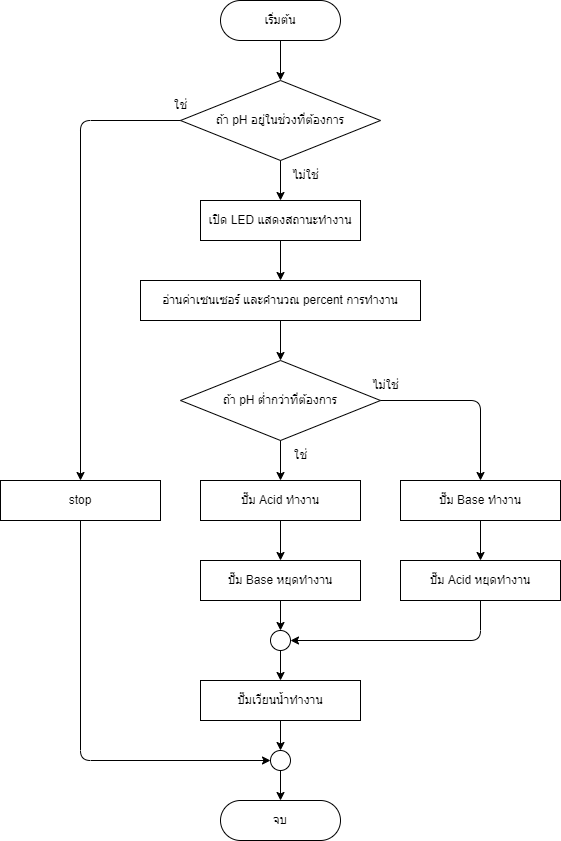 เริ่มต้น
ใช่
ถ้า pH อยู่ในช่วงที่ต้องการ
ไม่ใช่
เปิด LED แสดงสถานะทำงาน
อ่านค่าเซนเซอร์ และคำนวณ percent การทำงาน
ไม่ใช่
ถ้า pH ต่ำกว่าที่ต้องการ
ใช่
stop
ปั๊ม Acid ทำงาน
ปั๊ม Base ทำงาน
ปั๊ม Base หยุดทำงาน
ปั๊ม Acid หยุดทำงาน
ปั๊มเวียนน้ำทำงาน
จบ